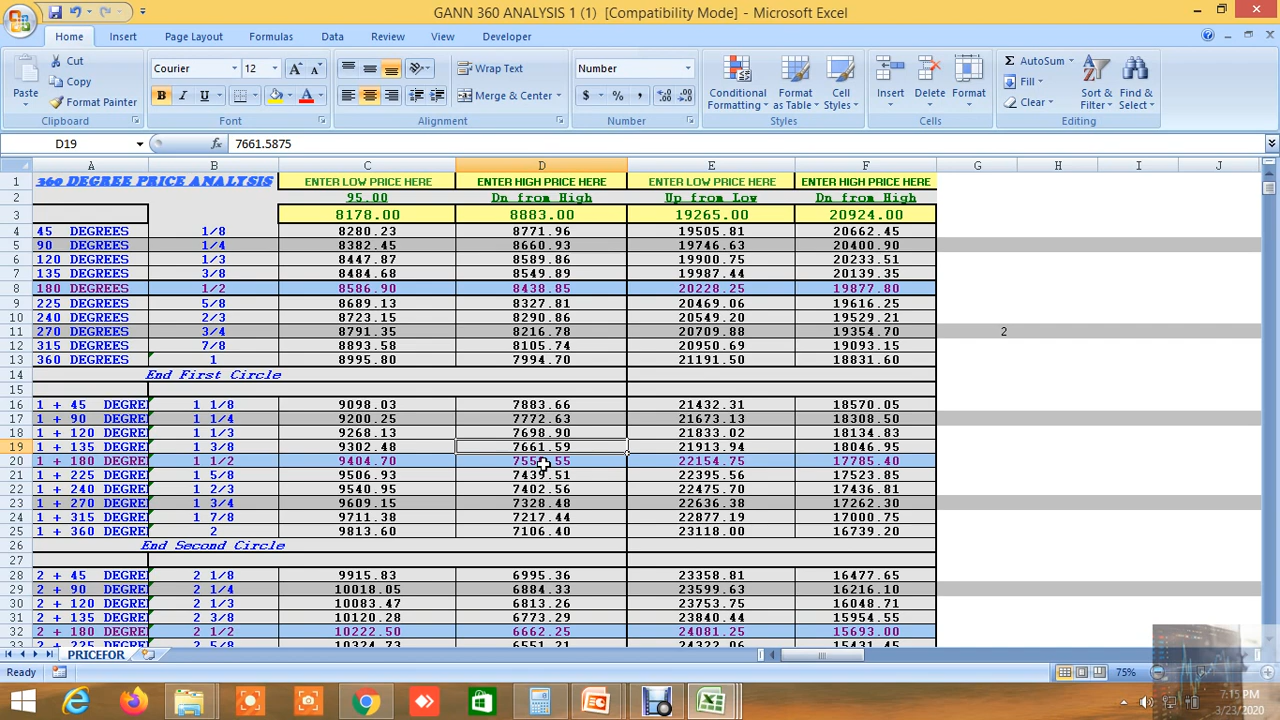 GANN 360 ANALYSIS 1 (1) [Compatibility Mode] - Microsoft Excel
Home Insert Page Layout Formulas Data Review View Developer
Paste Cut Copy Format Painter Clipboard
Courier 12 A A B I U A Font
Wrap Text Merge & Center Alignment
Number $ % , Number
Conditional Formatting Format as Table Cell Styles Styles
Insert Delete Format Cells
Σ AutoSum Fill Clear Sort & Filter Find & Select Editing
D19 fx 7661.5875
A B C D E F G H I J
1 360 DEGREE PRICE ANALYSIS ENTER LOW PRICE HERE ENTER HIGH PRICE HERE ENTER LOW PRICE HERE ENTER HIGH PRICE HERE
2 95.00 Dn from High Up from Low Dn from High
3 8178.00 8883.00 19265.00 20924.00
4 45 DEGREES 1/8 8280.23 8771.96 19505.81 20662.45
5 90 DEGREES 1/4 8382.45 8660.93 19746.63 20400.90
6 120 DEGREES 1/3 8447.87 8589.86 19900.75 20233.51
7 135 DEGREES 3/8 8484.68 8549.89 19987.44 20139.35
8 180 DEGREES 1/2 8586.90 8438.85 20228.25 19877.80
9 225 DEGREES 5/8 8689.13 8327.81 20469.06 19616.25
10 240 DEGREES 2/3 8723.15 8290.86 20549.20 19529.21
11 270 DEGREES 3/4 8791.35 8216.78 20709.88 19354.70 2
12 315 DEGREES 7/8 8893.58 8105.74 20950.69 19093.15
13 360 DEGREES 1 8995.80 7994.70 21191.50 18831.60
14 End First Circle
15
16 1 + 45 DEGREE 1 1/8 9098.03 7883.66 21432.31 18570.05
17 1 + 90 DEGREE 1 1/4 9200.25 7772.63 21673.13 18308.50
18 1 + 120 DEGREE 1 1/3 9268.13 7698.90 21833.02 18134.83
19 1 + 135 DEGREE 1 3/8 9302.48 7661.59 21913.94 18046.95
20 1 + 180 DEGREE 1 1/2 9404.70 22154.75 17785.40
21 1 + 225 DEGREE 1 5/8 9506.93 7439.51 22395.56 17523.85
22 1 + 240 DEGREE 1 2/3 9540.95 7402.56 22475.70 17436.81
23 1 + 270 DEGREE 1 3/4 9609.15 7328.48 22636.38 17262.30
24 1 + 315 DEGREE 1 7/8 9711.38 7217.44 22877.19 17000.75
25 1 + 360 DEGREE 2 9813.60 7106.40 23118.00 16739.20
26 End Second Circle
27
28 2 + 45 DEGREE 2 1/8 9915.83 6995.36 23358.81 16477.65
29 2 + 90 DEGREE 2 1/4 10018.05 6884.33 23599.63 16216.10
30 2 + 120 DEGREE 2 1/3 10083.47 6813.26 23753.75 16048.71
31 2 + 135 DEGREE 2 3/8 10120.28 6773.29 23840.44 15954.55
32 2 + 180 DEGREE 2 1/2 10222.50 6662.25 24081.25 15693.00
PRICEFOR
Ready 75%
7:15 PM
3/23/2020